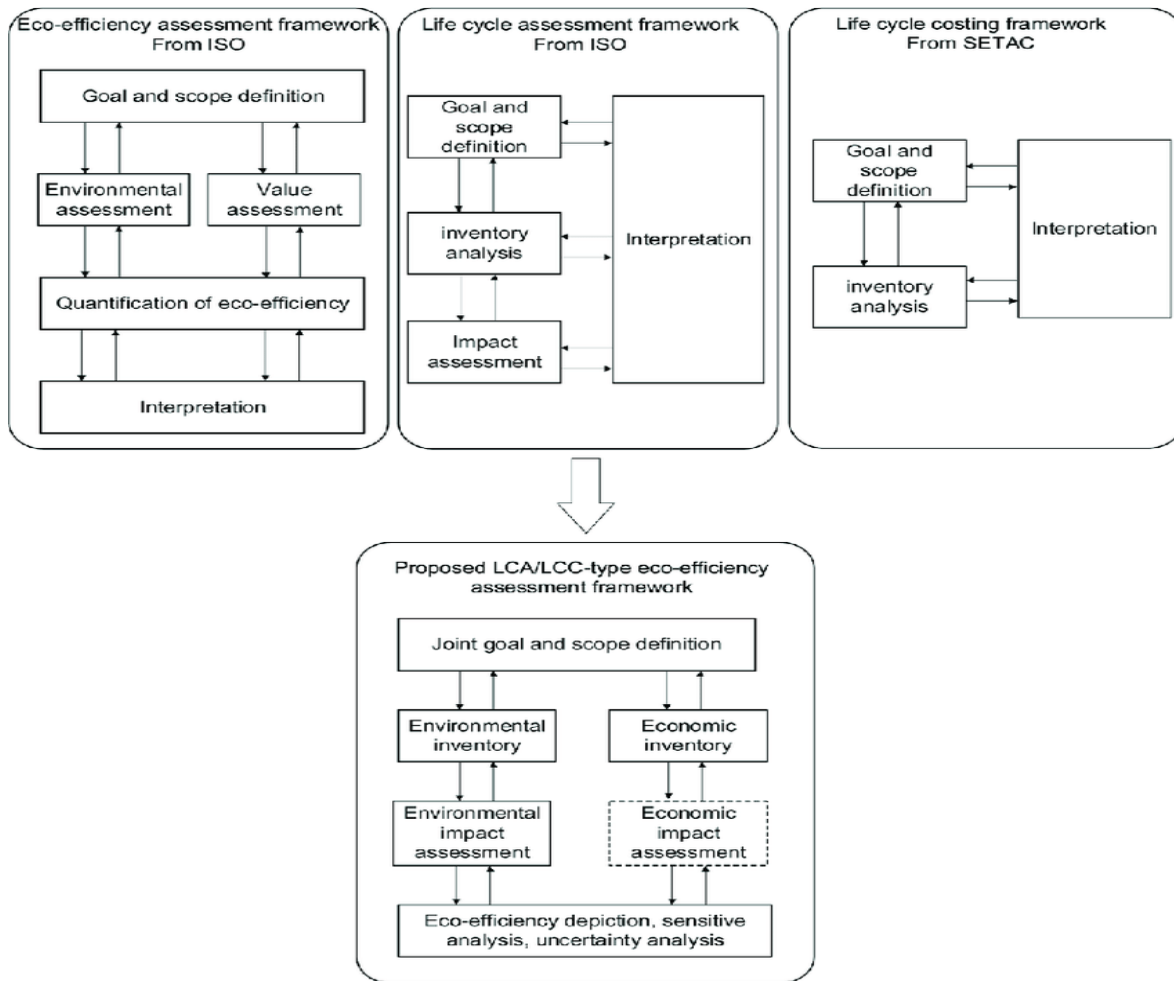 Eco-efficiency assessment framework
From ISO
Goal and scope definition
Environmental
assessment
Value
assessment
Quantification of eco-efficiency
Interpretation
Life cycle assessment framework
From ISO
Goal and
scope
definition
inventory
analysis
Impact
assessment
Interpretation
Life cycle costing framework
From SETAC
Goal and
scope
definition
inventory
analysis
Interpretation
Proposed LCA/LCC-type eco-efficiency
assessment framework
Joint goal and scope definition
Environmental
inventory
Economic
inventory
Environmental
impact
assessment
Economic
impact
assessment
Eco-efficiency depiction, sensitive
analysis, uncertainty analysis